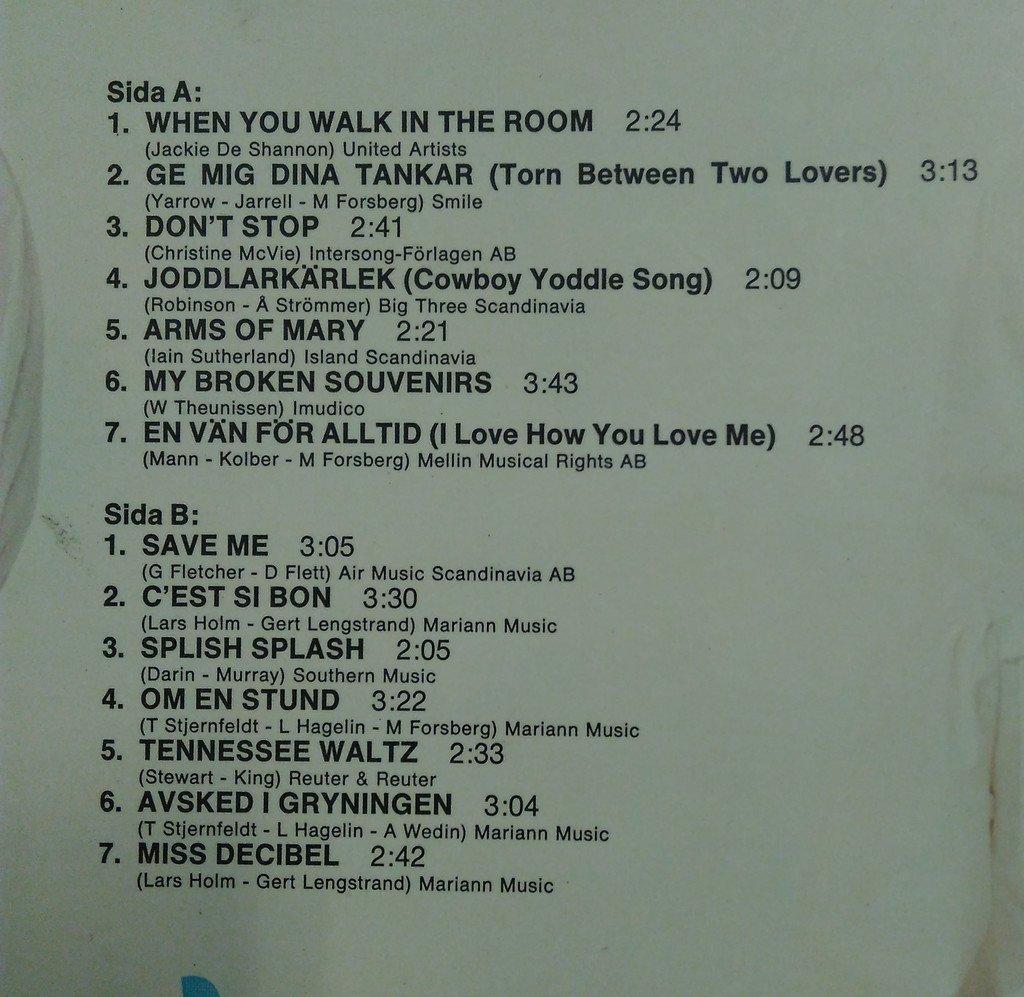 Sida A:
1. WHEN YOU WALK IN THE ROOM 2:24
(Jackie De Shannon) United Artists
2. GE MIG DINA TANKAR (Torn Between Two Lovers) 3:13
(Yarrow - Jarrell - M Forsberg) Smile
3. DON'T STOP 2:41
(Christine McVie) Intersong-Förlagen AB
4. JODDLARKÄRLEK (Cowboy Yoddle Song) 2:09
(Robinson - Å Strömmer) Big Three Scandinavia
5. ARMS OF MARY 2:21
(Iain Sutherland) Island Scandinavia
6. MY BROKEN SOUVENIRS 3:43
(W Theunissen) Imudico
7. EN VÄN FÖR ALLTID (I Love How You Love Me) 2:48
(Mann - Kolber - M Forsberg) Mellin Musical Rights AB
Sida B:
1. SAVE ME 3:05
(G Fletcher - D Flett) Air Music Scandinavia AB
2. C'EST SI BON 3:30
(Lars Holm - Gert Lengstrand) Mariann Music
3. SPLISH SPLASH 2:05
(Darin - Murray) Southern Music
4. OM EN STUND 3:22
(T Stjernfeldt - L Hagelin - M Forsberg) Mariann Music
5. TENNESSEE WALTZ 2:33
(Stewart - King) Reuter & Reuter
6. AVSKED I GRYNINGEN 3:04
(T Stjernfeldt - L Hagelin - A Wedin) Mariann Music
7. MISS DECIBEL 2:42
(Lars Holm - Gert Lengstrand) Mariann Music